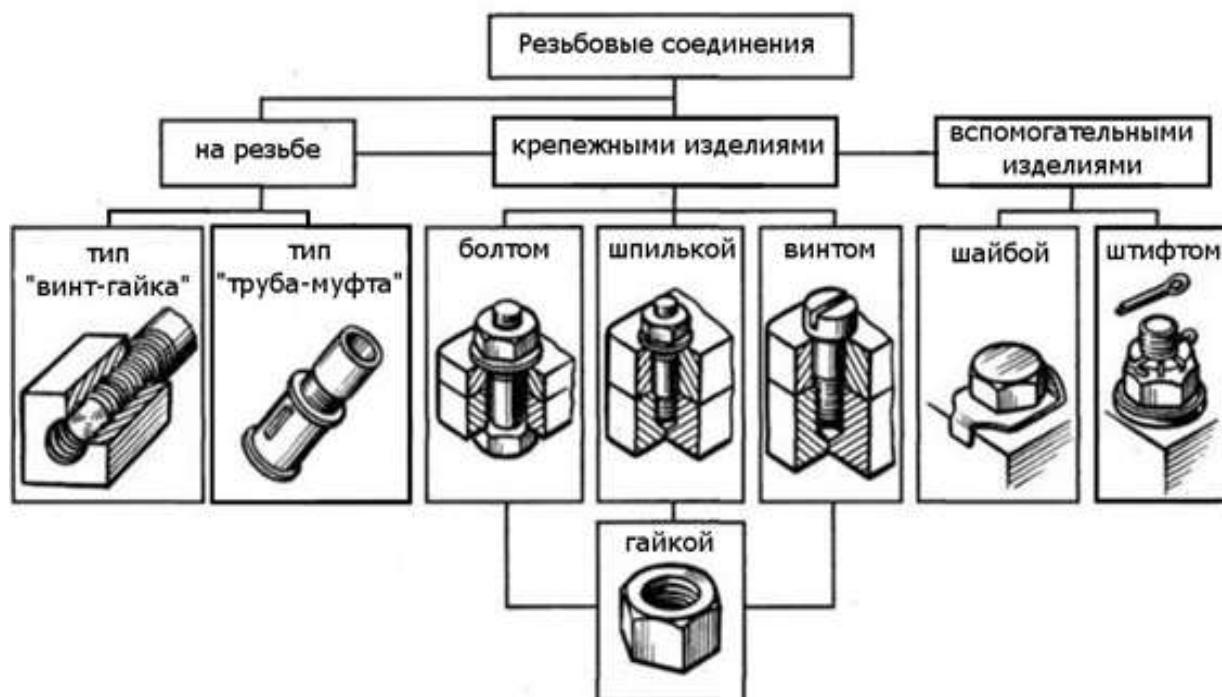 Резьбовые соединения
на резьбе
крепежными изделиями
вспомогательными
изделиями
тип
"винт-гайка"
тип
"труба-муфта"
болтом
шпилькой
винтом
шайбой
штифтом
гайкой